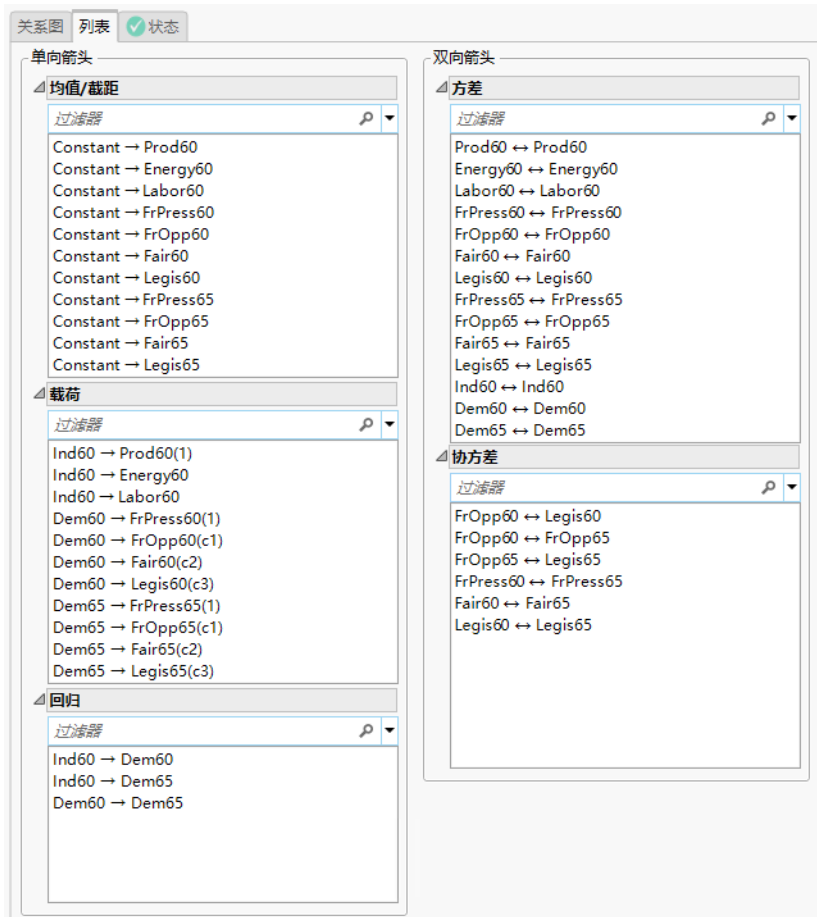 关系图 列表 状态
单向箭头
均值/截距
过滤器
Constant → Prod60
Constant → Energy60
Constant → Labor60
Constant → FrPress60
Constant → FrOpp60
Constant → Fair60
Constant → Legis60
Constant → FrPress65
Constant → FrOpp65
Constant → Fair65
Constant → Legis65
载荷
过滤器
Ind60 → Prod60(1)
Ind60 → Energy60
Ind60 → Labor60
Dem60 → FrPress60(1)
Dem60 → FrOpp60(c1)
Dem60 → Fair60(c2)
Dem60 → Legis60(c3)
Dem65 → FrPress65(1)
Dem65 → FrOpp65(c1)
Dem65 → Fair65(c2)
Dem65 → Legis65(c3)
回归
过滤器
Ind60 → Dem60
Ind60 → Dem65
Dem60 → Dem65
双向箭头
方差
过滤器
Prod60 ↔ Prod60
Energy60 ↔ Energy60
Labor60 ↔ Labor60
FrPress60 ↔ FrPress60
FrOpp60 ↔ FrOpp60
Fair60 ↔ Fair60
Legis60 ↔ Legis60
FrPress65 ↔ FrPress65
FrOpp65 ↔ FrOpp65
Fair65 ↔ Fair65
Legis65 ↔ Legis65
Ind60 ↔ Ind60
Dem60 ↔ Dem60
Dem65 ↔ Dem65
协方差
过滤器
FrOpp60 ↔ Legis60
FrOpp60 ↔ FrOpp65
FrOpp65 ↔ Legis65
FrPress60 ↔ FrPress65
Fair60 ↔ Fair65
Legis60 ↔ Legis65